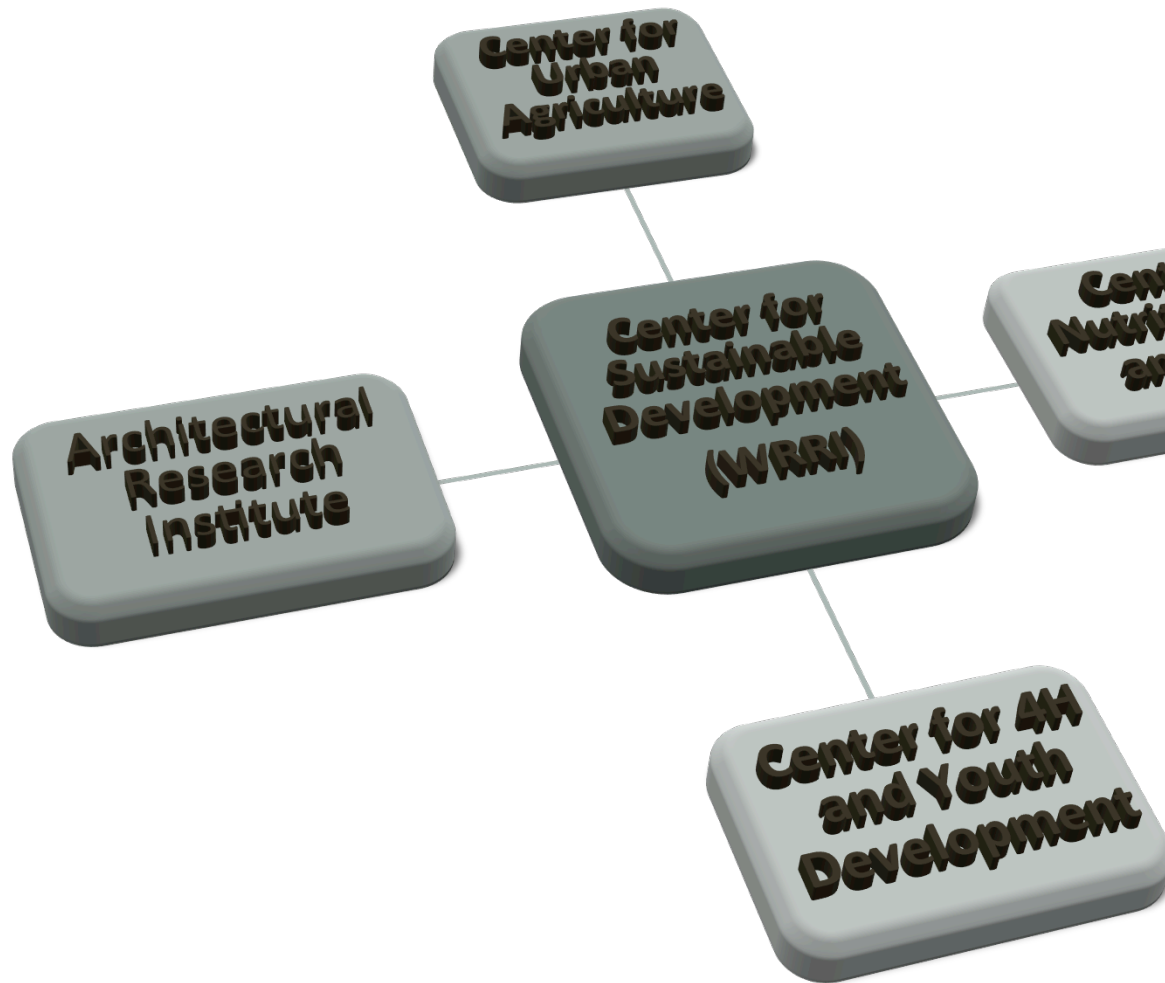 Center for
Urban
Agriculture
Center for
Sustainable
Development
(WRRI)
Architectural
Research
Institute
Center for 4H
and Youth
Development